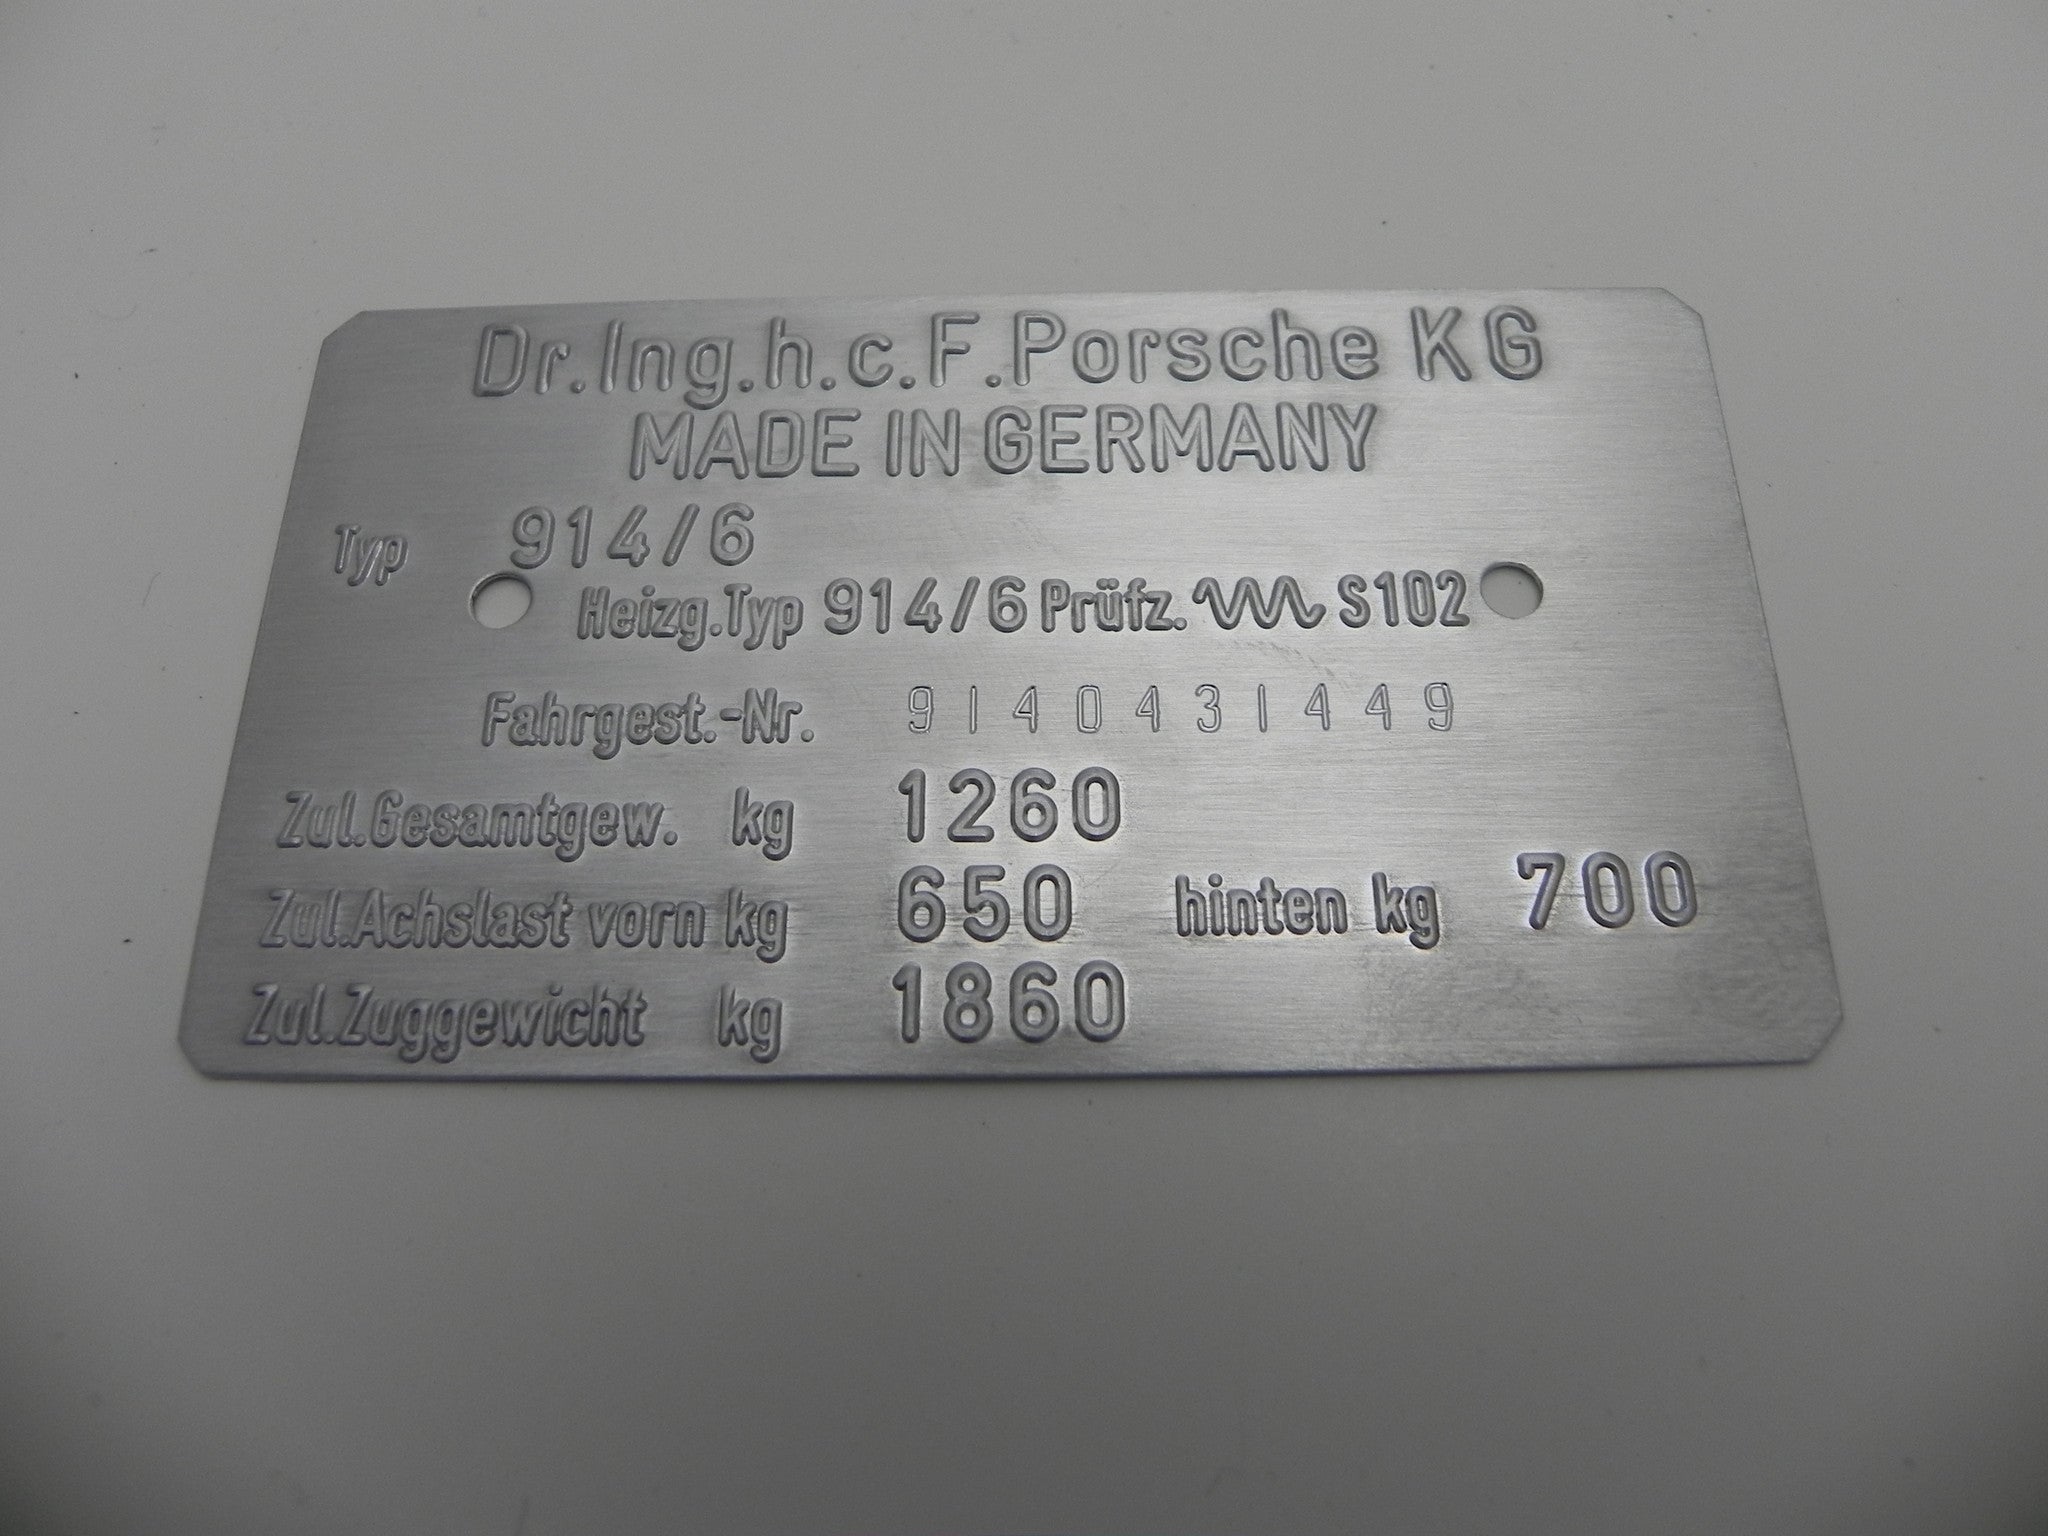 Dr.Ing.h.c.F.Porsche KG
MADE IN GERMANY
Typ 914/6
Heizg.Typ 914/6 Prüfz. S102
Fahrgest.-Nr. 9140431449
Zul.Gesamtgew. kg 1260
Zul.Achslast vorn kg 650 hinten kg 700
Zul.Zuggewicht kg 1860